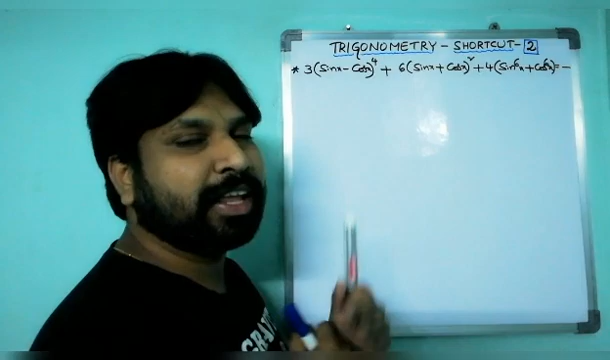 TRIGONOMETRY - SHORTCUT - 2
* 3(Sinx - Cosx)⁴ + 6(Sinx + Cosx)² + 4(Sin⁶x + Cos⁶x) = -